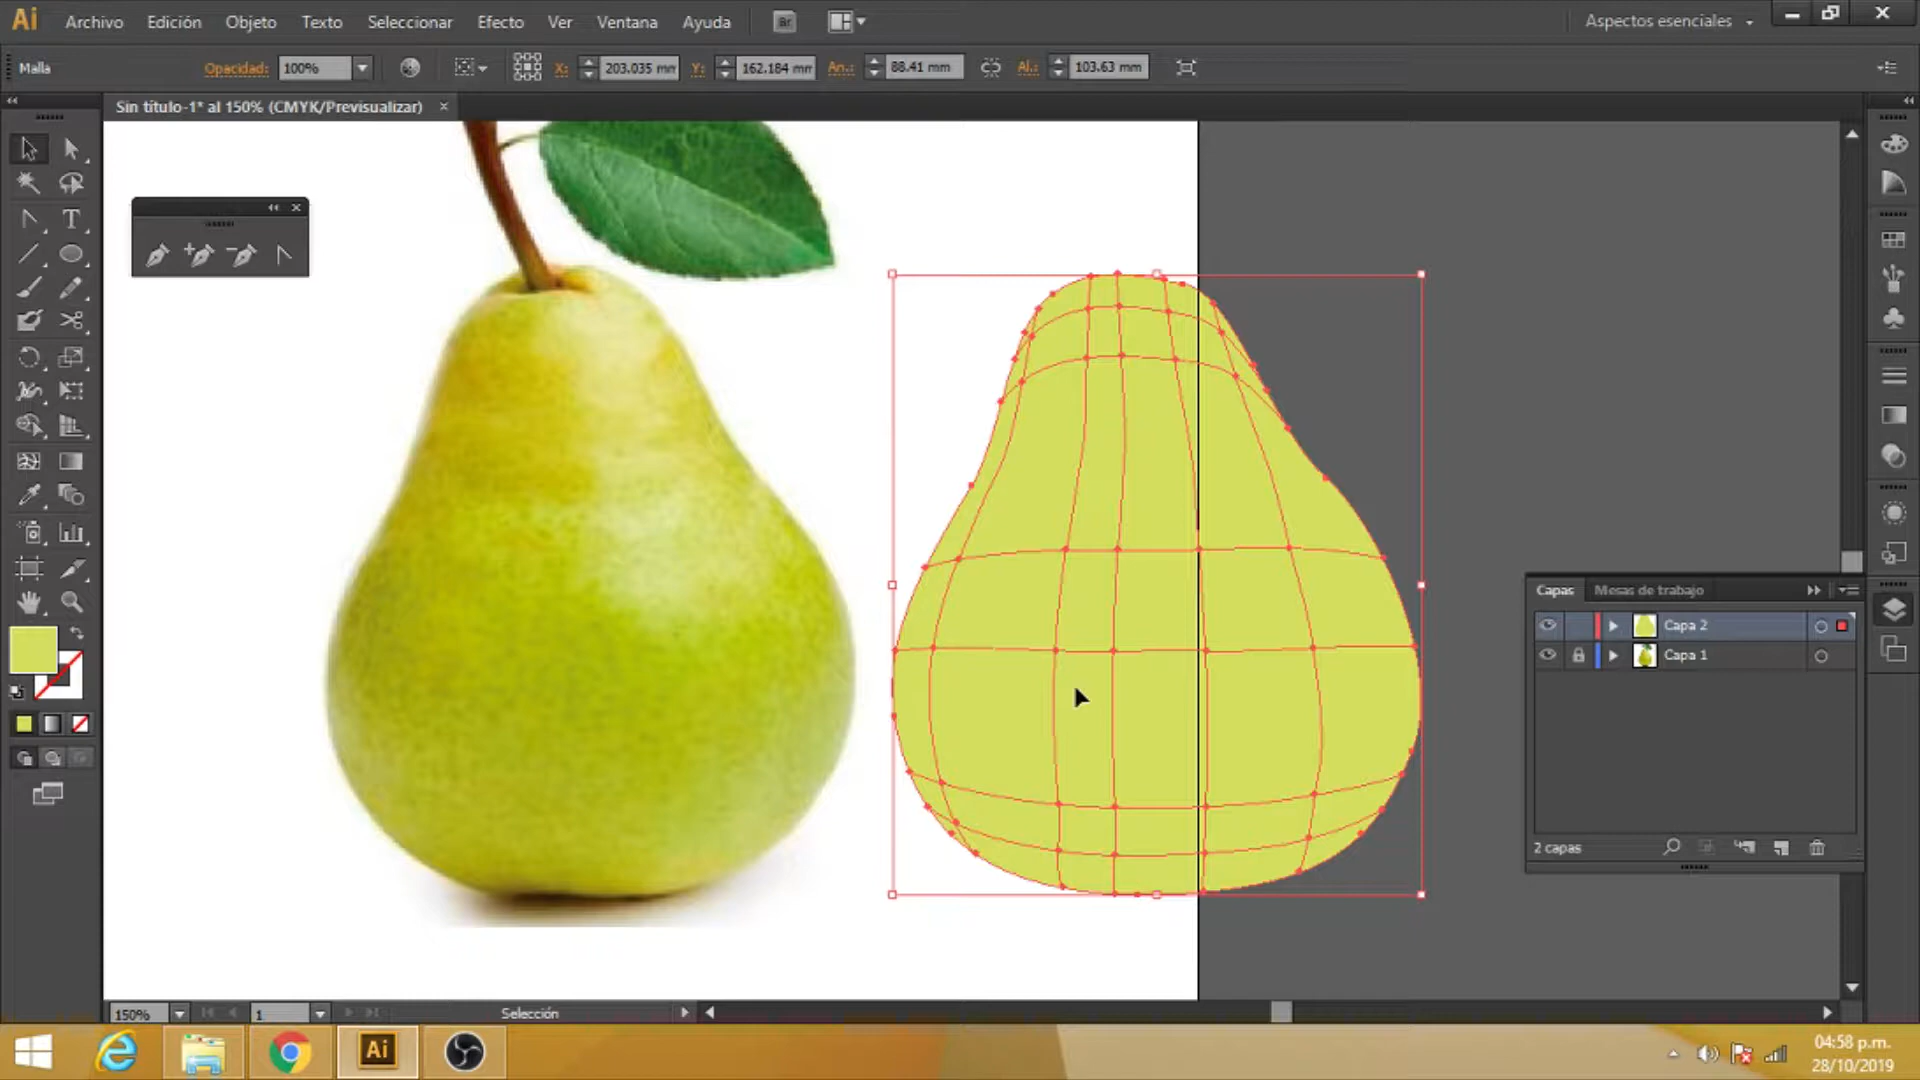 Ai Archivo Edición Objeto Texto Seleccionar Efecto Ver Ventana Ayuda Br Aspectos esenciales
Malla Opacidad: 100% X: 203.035 mm Y: 162.184 mm An.: 88.41 mm Al.: 103.63 mm
Sin título-1* al 150% (CMYK/Previsualizar)
Capas Mesas de trabajo
Capa 2
Capa 1
2 capas
150% 1 Selección
Ai
04:58 p.m.
28/10/2019